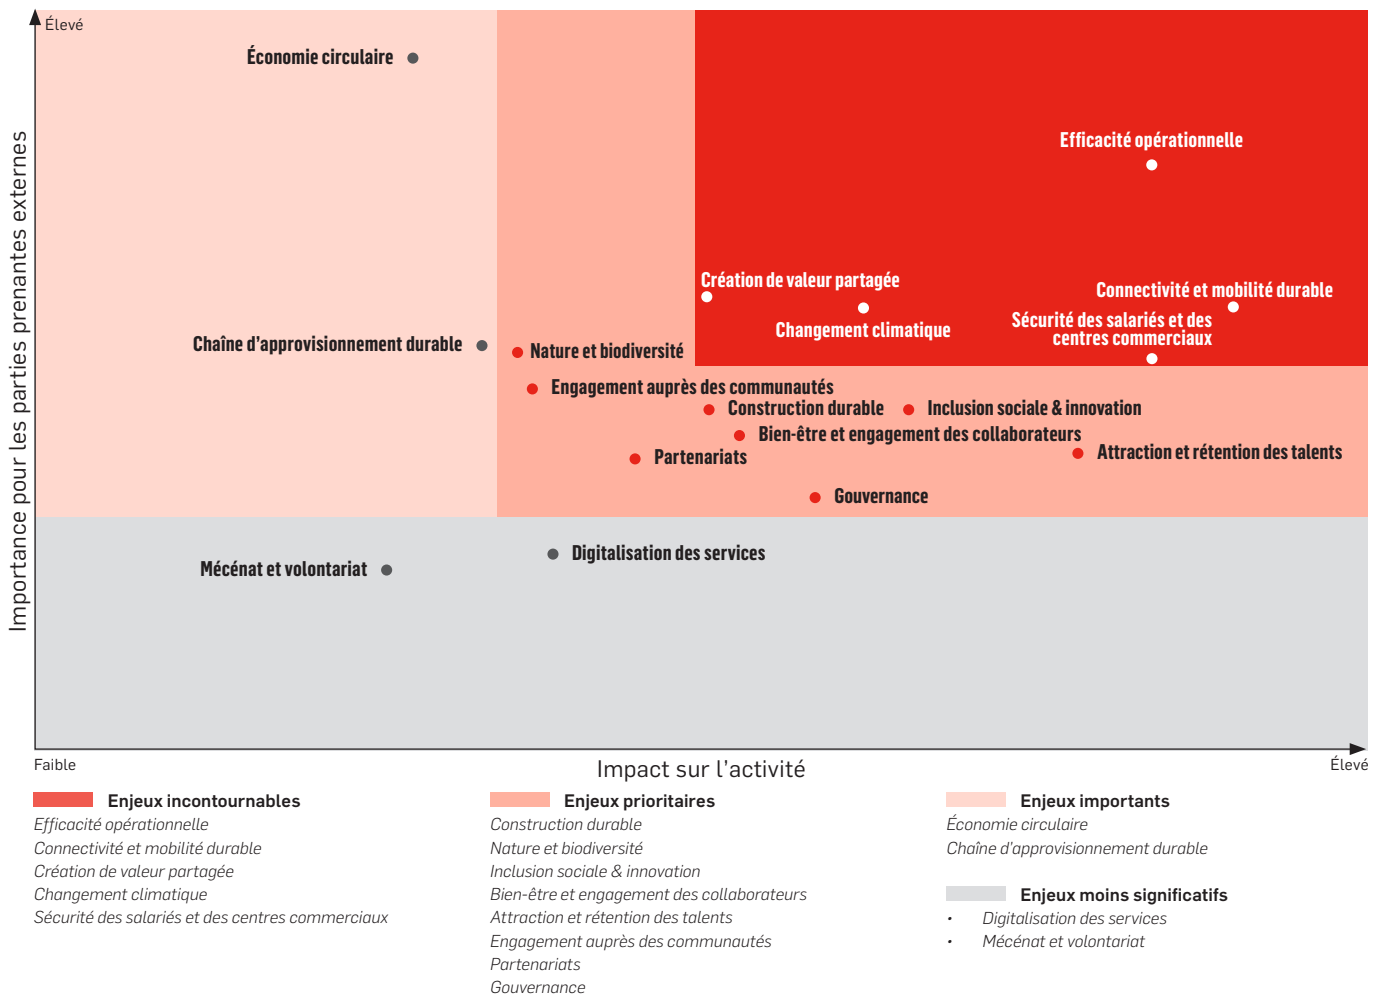 Élevé
Importance pour les parties prenantes externes
Économie circulaire
Efficacité opérationnelle
Création de valeur partagée
Connectivité et mobilité durable
Changement climatique
Sécurité des salariés et des
centres commerciaux
Chaîne d'approvisionnement durable
Nature et biodiversité
Engagement auprès des communautés
Construction durable
Inclusion sociale & innovation
Bien-être et engagement des collaborateurs
Partenariats
Attraction et rétention des talents
Gouvernance
Digitalisation des services
Mécénat et volontariat
Faible
Impact sur l'activité
Élevé
Enjeux incontournables
Efficacité opérationnelle
Connectivité et mobilité durable
Création de valeur partagée
Changement climatique
Sécurité des salariés et des centres commerciaux
Enjeux prioritaires
Construction durable
Nature et biodiversité
Inclusion sociale & innovation
Bien-être et engagement des collaborateurs
Attraction et rétention des talents
Engagement auprès des communautés
Partenariats
Gouvernance
Enjeux importants
Économie circulaire
Chaîne d'approvisionnement durable
Enjeux moins significatifs
• Digitalisation des services
• Mécénat et volontariat